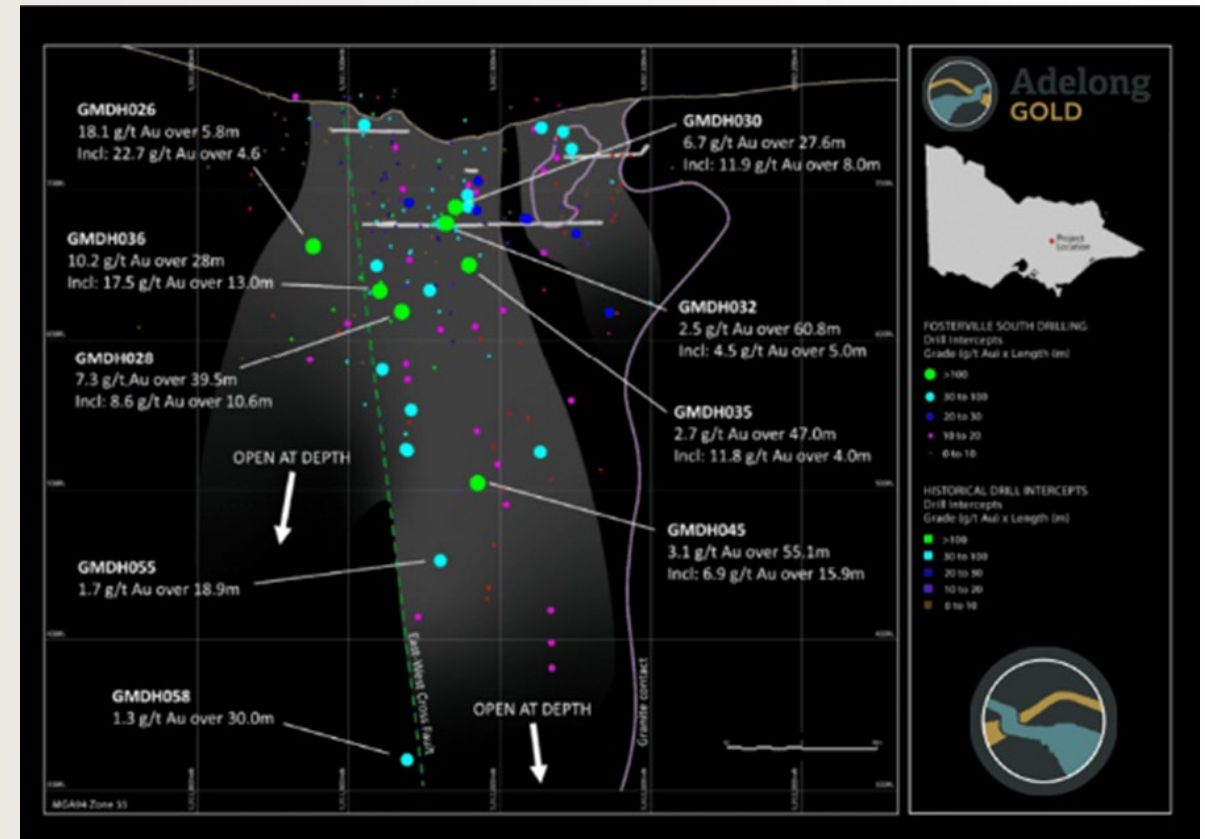 GMDH026
18.1 g/t Au over 5.8m
Incl: 22.7 g/t Au over 4.6
GMDH036
10.2 g/t Au over 28m
Incl: 17.5 g/t Au over 13.0m
GMDH028
7.3 g/t Au over 39.5m
Incl: 8.6 g/t Au over 10.6m
OPEN AT DEPTH
GMDH055
1.7 g/t Au over 18.9m
GMDH058
1.3 g/t Au over 30.0m
East-West Cross Fault
OPEN AT DEPTH
Granite contact
GMDH030
6.7 g/t Au over 27.6m
Incl: 11.9 g/t Au over 8.0m
GMDH032
2.5 g/t Au over 60.8m
Incl: 4.5 g/t Au over 5.0m
GMDH035
2.7 g/t Au over 47.0m
Incl: 11.8 g/t Au over 4.0m
GMDH045
3.1 g/t Au over 55.1m
Incl: 6.9 g/t Au over 15.9m
MGA94 Zone 55
Adelong
GOLD
Project
Location
FOSTERVILLE SOUTH DRILLING
Drill Intercepts
Grade (g/t Au) x Length (m)
>100
30 to 100
20 to 30
10 to 20
0 to 10
HISTORICAL DRILL INTERCEPTS
Drill Intercepts
Grade (g/t Au) x Length (m)
>100
30 to 100
20 to 30
10 to 20
0 to 10